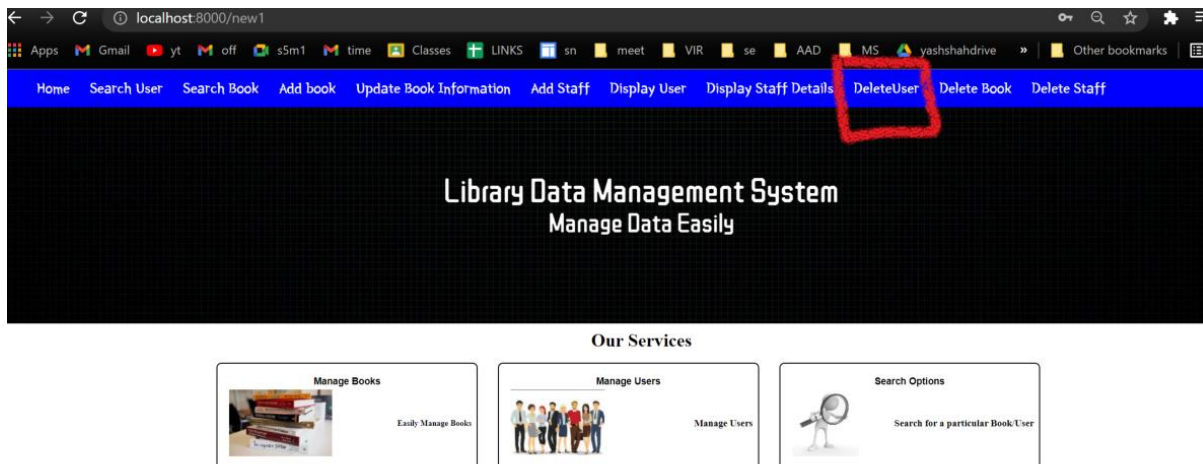 localhost:8000/new1
Apps Gmail yt off s5m1 time Classes LINKS sn meet VIR se AAD MS yashshahdrive » Other bookmarks
Home Search User Search Book Add book Update Book Information Add Staff Display User Display Staff Details DeleteUser Delete Book Delete Staff
Library Data Management System
Manage Data Easily
Our Services
Manage Books
Easily Manage Books
Manage Users
Manage Users
Search Options
Search for a particular Book/User